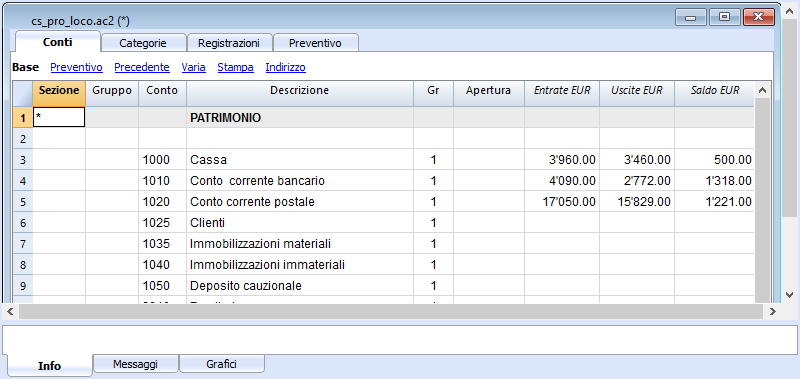 cs_pro_loco.ac2 (*)
Conti Categorie Registrazioni Preventivo
Base Preventivo Precedente Varia Stampa Indirizzo
Sezione Gruppo Conto Descrizione Gr Apertura Entrate EUR Uscite EUR Saldo EUR
1 * PATRIMONIO
2
3 1000 Cassa 1 3'960.00 3'460.00 500.00
4 1010 Conto corrente bancario 1 4'090.00 2'772.00 1'318.00
5 1020 Conto corrente postale 1 17'050.00 15'829.00 1'221.00
6 1025 Clienti 1
7 1035 Immobilizzazioni materiali 1
8 1040 Immobilizzazioni immateriali 1
9 1050 Deposito cauzionale 1
Info Messaggi Grafici